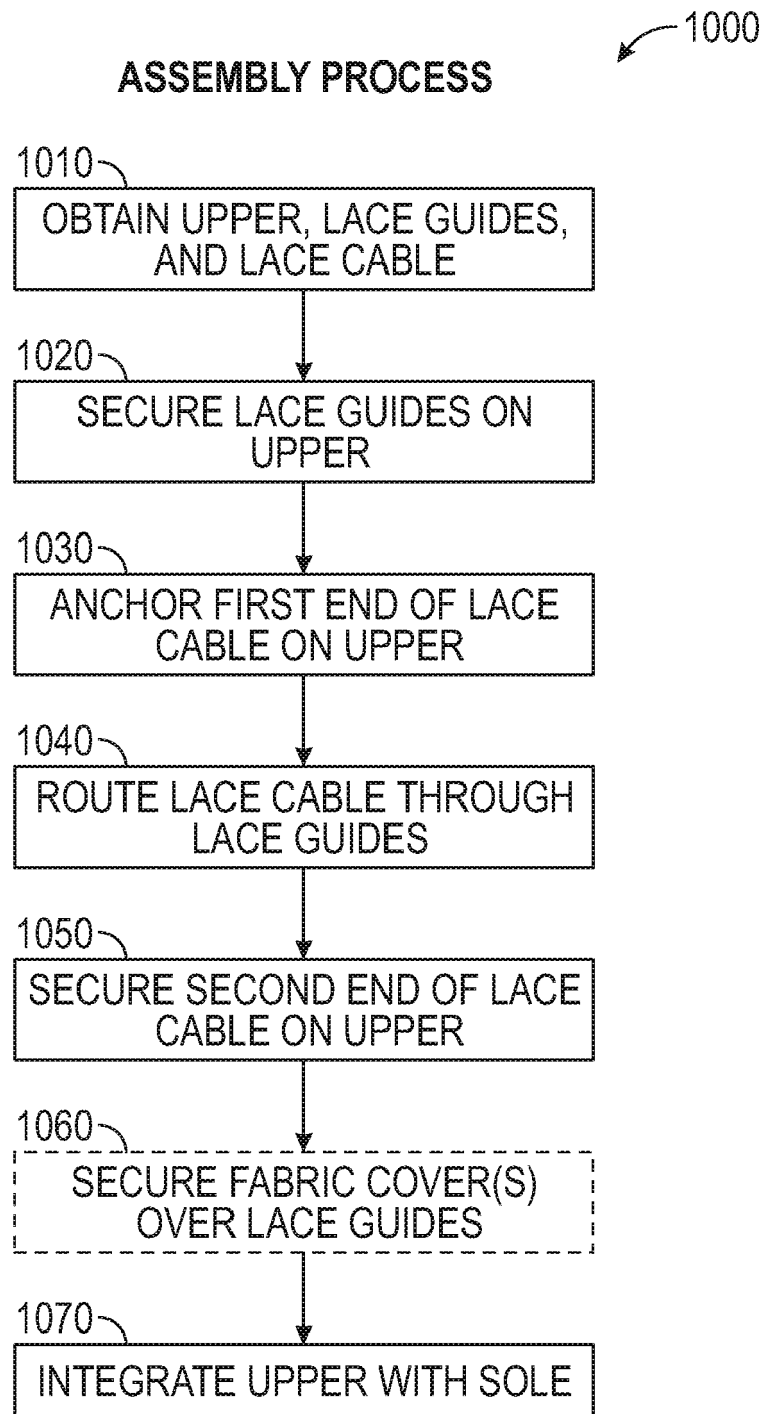 1000
ASSEMBLY PROCESS
1010
OBTAIN UPPER, LACE GUIDES,
AND LACE CABLE
1020
SECURE LACE GUIDES ON
UPPER
1030
ANCHOR FIRST END OF LACE
CABLE ON UPPER
1040
ROUTE LACE CABLE THROUGH
LACE GUIDES
1050
SECURE SECOND END OF LACE
CABLE ON UPPER
1060
SECURE FABRIC COVER(S)
OVER LACE GUIDES
1070
INTEGRATE UPPER WITH SOLE